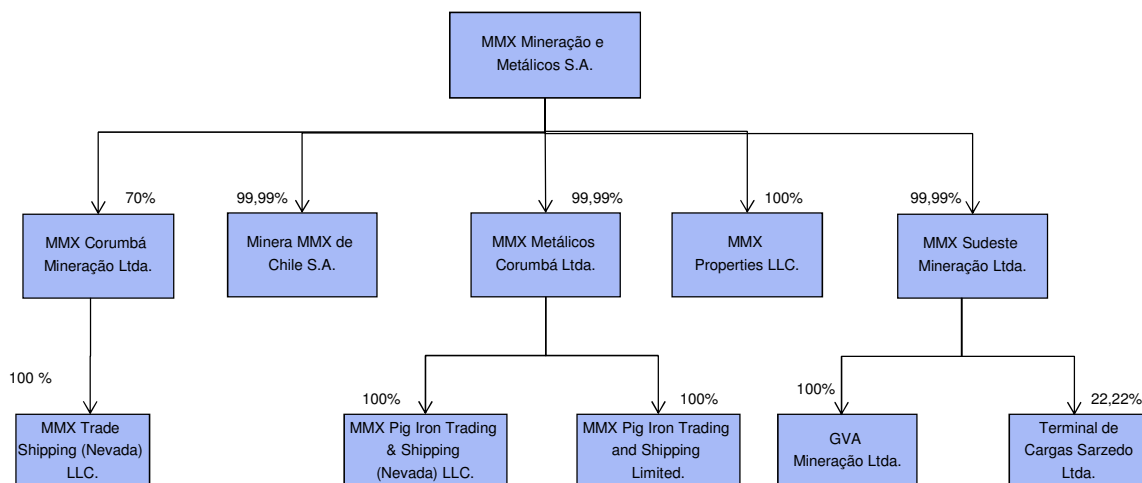 MMX Mineração e
Metálicos S.A.
70%
99,99%
99,99%
100%
99,99%
MMX Corumbá
Mineração Ltda.
Minera MMX de
Chile S.A.
MMX Metálicos
Corumbá Ltda.
MMX
Properties LLC.
MMX Sudeste
Mineração Ltda.
100 %
100%
100%
100%
22,22%
MMX Trade
Shipping (Nevada)
LLC.
MMX Pig Iron Trading
& Shipping
(Nevada) LLC.
MMX Pig Iron Trading
and Shipping
Limited.
GVA
Mineração Ltda.
Terminal de
Cargas Sarzedo
Ltda.